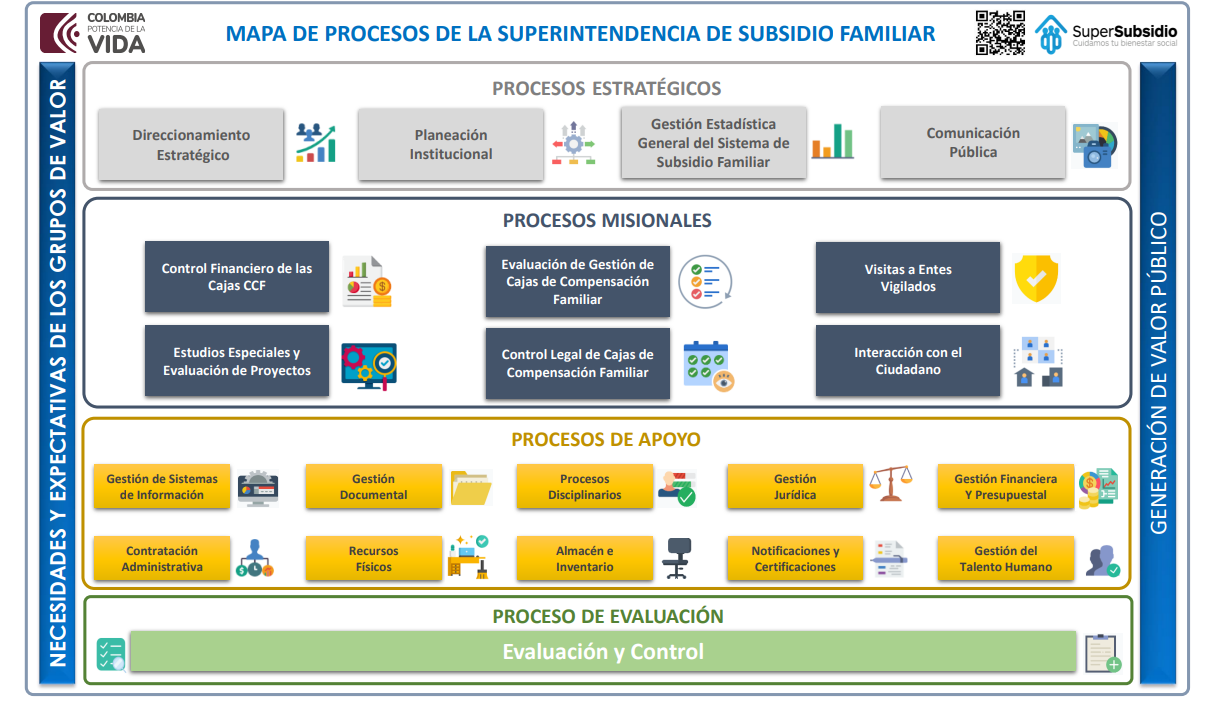 COLOMBIA
POTENCIA DE LA
VIDA
MAPA DE PROCESOS DE LA SUPERINTENDENCIA DE SUBSIDIO FAMILIAR
SuperSubsidio
Cuidamos tu bienestar social
NECESIDADES Y EXPECTATIVAS DE LOS GRUPOS DE VALOR
PROCESOS ESTRATÉGICOS
Direccionamiento
Estratégico
Planeación
Institucional
Gestión Estadística
General del Sistema de
Subsidio Familiar
Comunicación
Pública
PROCESOS MISIONALES
Control Financiero de las
Cajas CCF
Evaluación de Gestión de
Cajas de Compensación
Familiar
Visitas a Entes
Vigilados
Estudios Especiales y
Evaluación de Proyectos
Control Legal de Cajas de
Compensación Familiar
Interacción con el
Ciudadano
PROCESOS DE APOYO
Gestión de Sistemas
de Información
Gestión
Documental
Procesos
Disciplinarios
Gestión
Jurídica
Gestión Financiera
Y Presupuestal
Contratación
Administrativa
Recursos
Físicos
Almacén e
Inventario
Notificaciones y
Certificaciones
Gestión del
Talento Humano
PROCESO DE EVALUACIÓN
Evaluación y Control
GENERACIÓN DE VALOR PÚBLICO